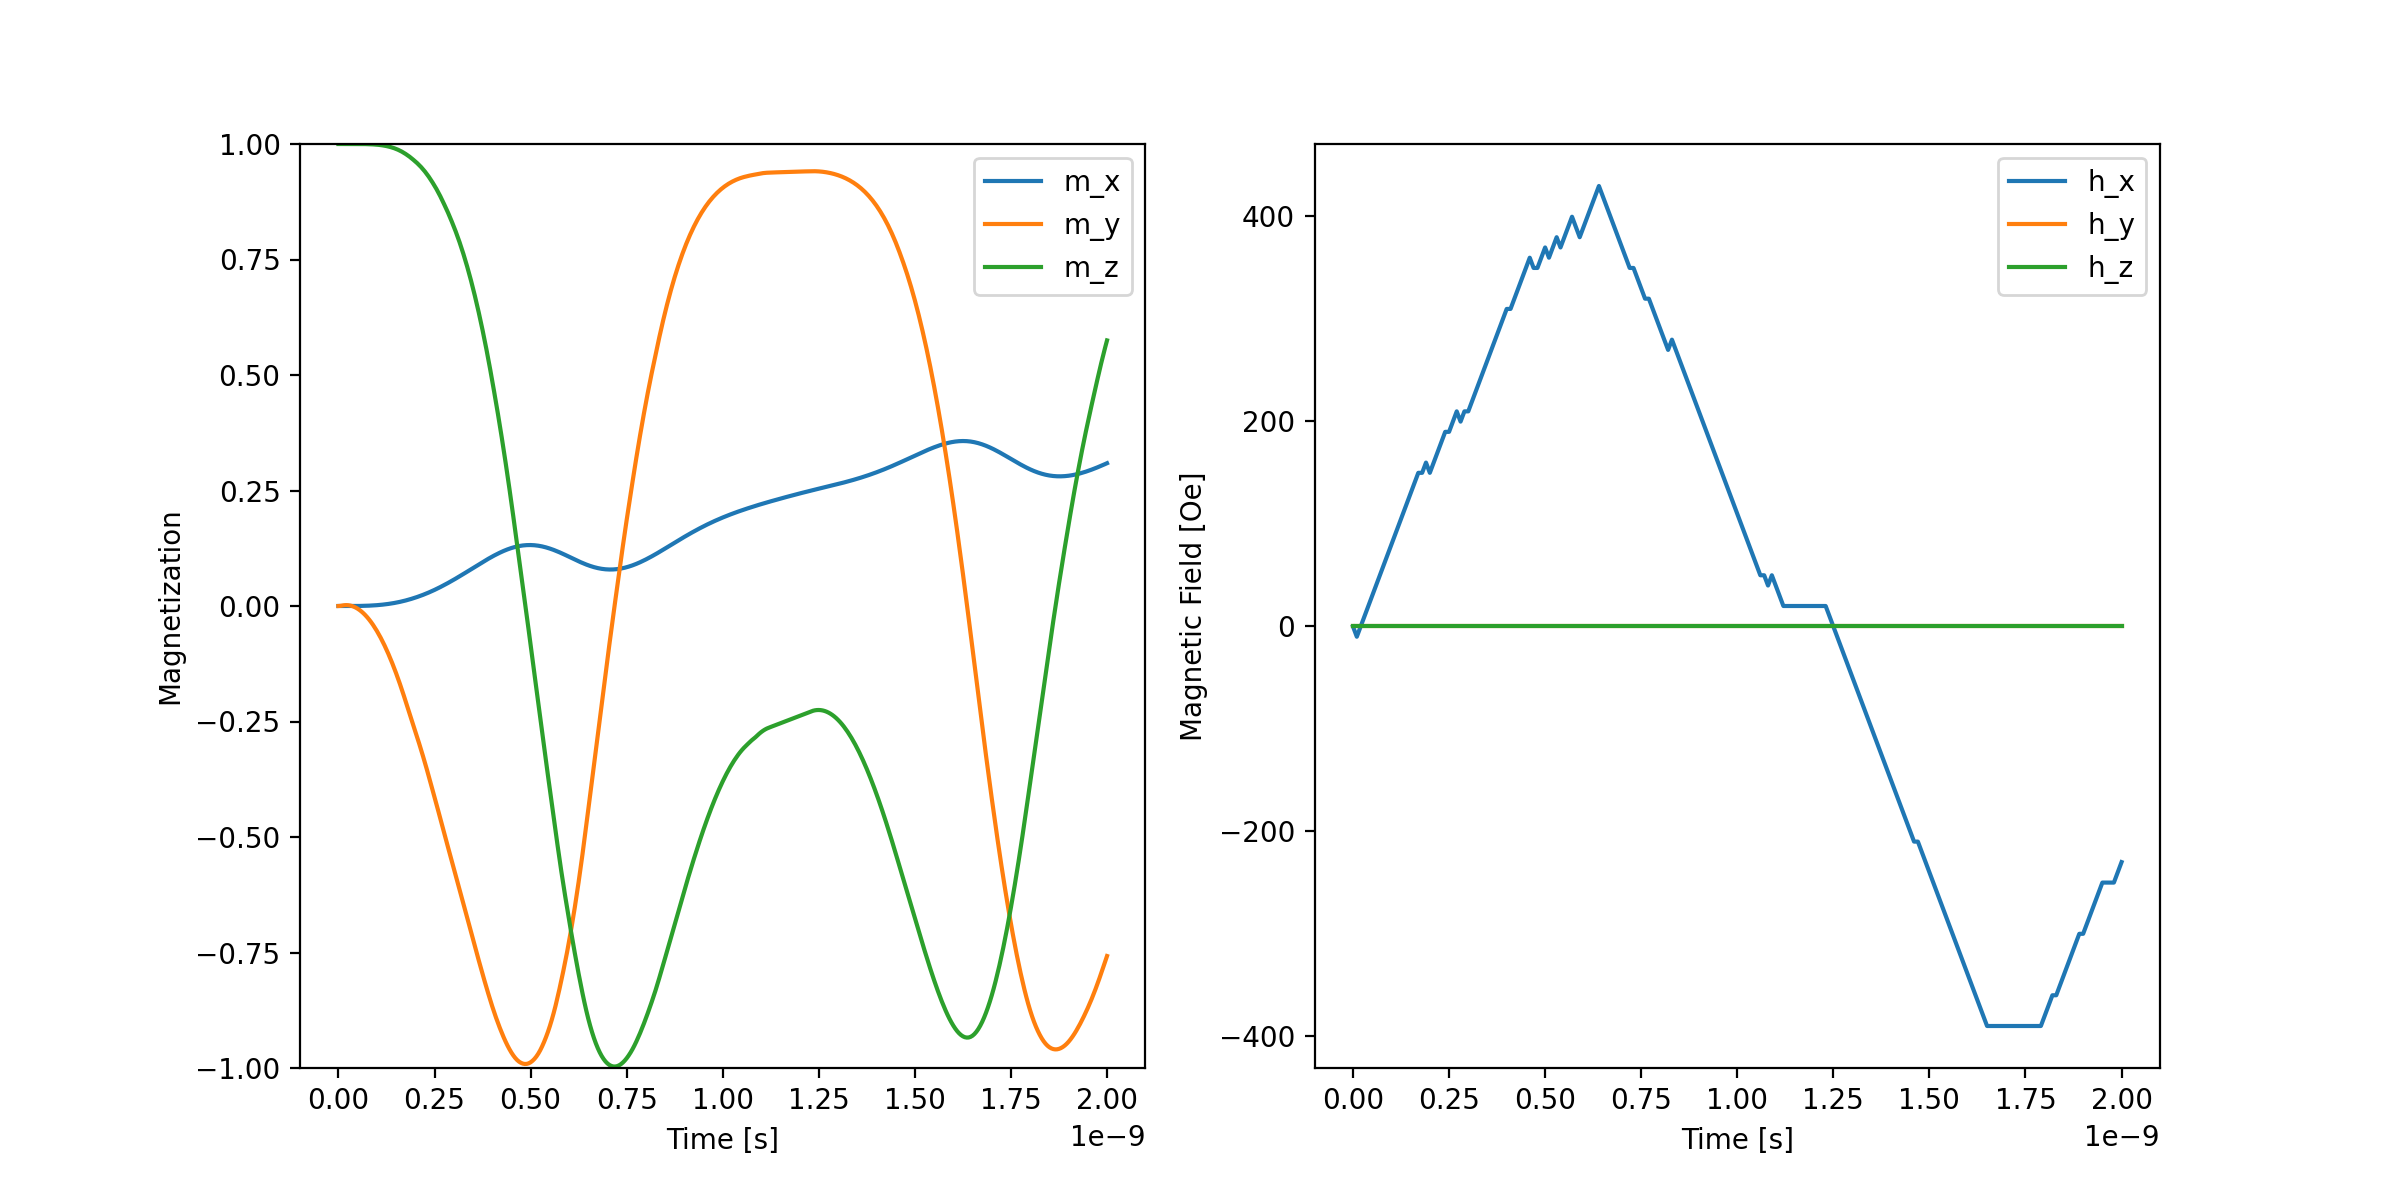 1.00
0.75
0.50
0.25
0.00
−0.25
−0.50
−0.75
−1.00
Magnetization
m_x
m_y
m_z
0.00 0.25 0.50 0.75 1.00 1.25 1.50 1.75 2.00
Time [s]
1e−9
400
200
0
−200
−400
Magnetic Field [Oe]
h_x
h_y
h_z
0.00 0.25 0.50 0.75 1.00 1.25 1.50 1.75 2.00
Time [s]
1e−9